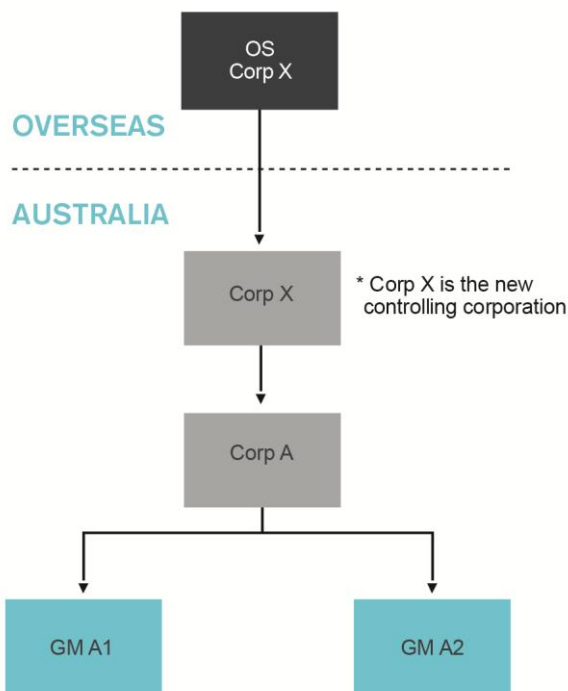 OS
Corp X
OVERSEAS
AUSTRALIA
Corp X
* Corp X is the new
controlling corporation
Corp A
GM A1
GM A2